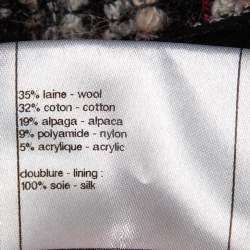 35% laine - wool
32% coton - cotton
19% alpaga - alpaca
9% polyamide - nylon
5% acrylique - acrylic
doublure - lining :
100% soie - silk